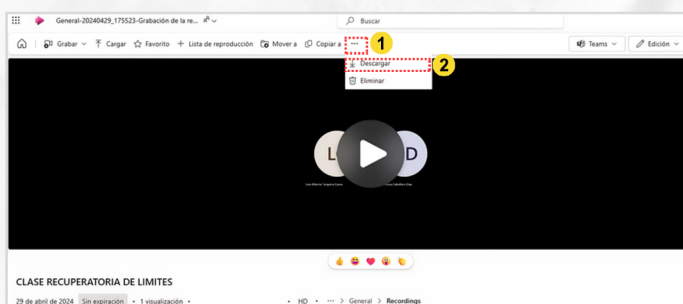 General-20240429_175523-Grabación de la re...
Buscar
Grabar
Cargar
Favorito
Lista de reproducción
Mover a
Copiar a
1
Teams
Edición
Descargar
2
Eliminar
L
D
CLASE RECUPERATORIA DE LIMITES
29 de abril de 2024 Sin expiración • 1 visualización • • HD • ··· > General > Recordings